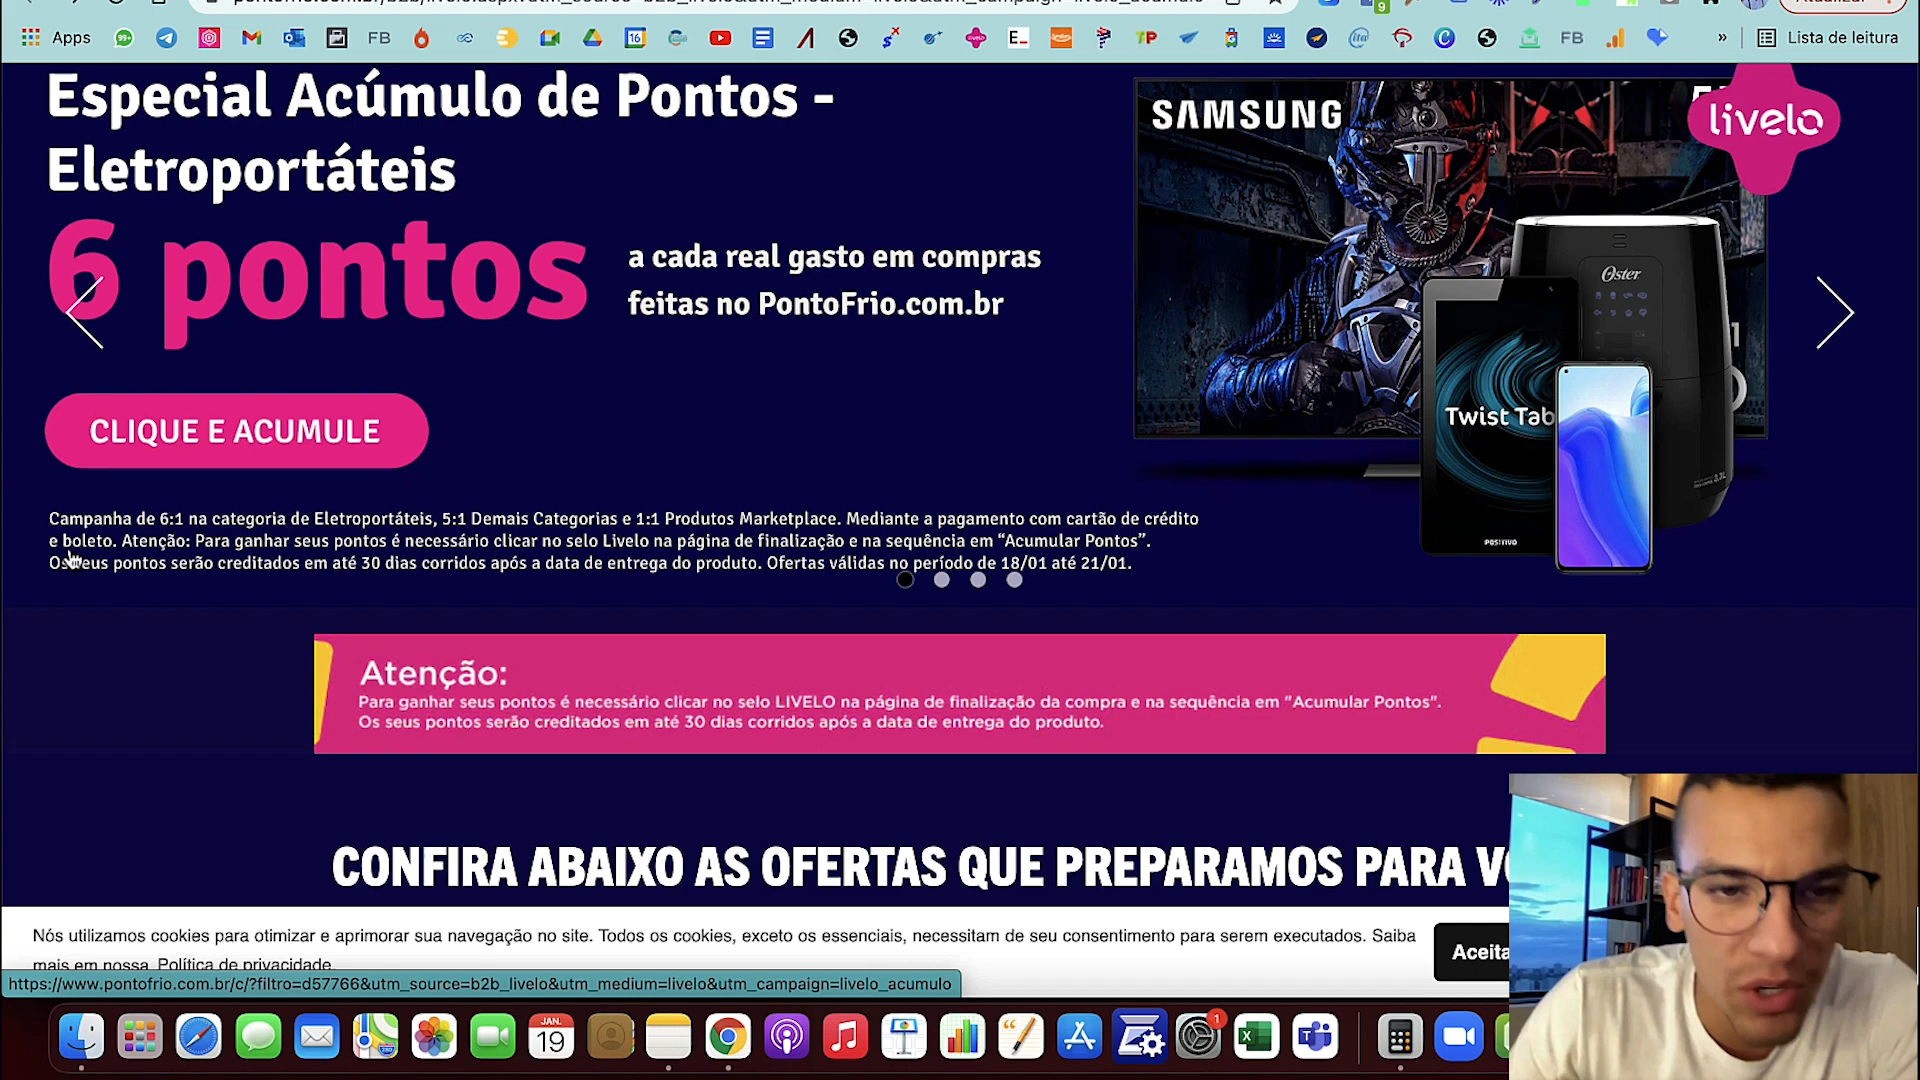 Apps
FB
16
E_
TP
FB
»
Lista de leitura
9
Especial Acúmulo de Pontos -
Eletroportáteis
6 pontos
a cada real gasto em compras
feitas no PontoFrio.com.br
CLIQUE E ACUMULE
SAMSUNG
livelo
Oster
Twist Tab
POSITIVO
Campanha de 6:1 na categoria de Eletroportáteis, 5:1 Demais Categorias e 1:1 Produtos Marketplace. Mediante a pagamento com cartão de crédito
e boleto. Atenção: Para ganhar seus pontos é necessário clicar no selo Livelo na página de finalização e na sequência em “Acumular Pontos”.
Os seus pontos serão creditados em até 30 dias corridos após a data de entrega do produto. Ofertas válidas no período de 18/01 até 21/01.
Atenção:
Para ganhar seus pontos é necessário clicar no selo LIVELO na página de finalização da compra e na sequência em “Acumular Pontos”.
Os seus pontos serão creditados em até 30 dias corridos após a data de entrega do produto.
CONFIRA ABAIXO AS OFERTAS QUE PREPARAMOS PARA
Nós utilizamos cookies para otimizar e aprimorar sua navegação no site. Todos os cookies, exceto os essenciais, necessitam de seu consentimento para serem executados. Saiba
mais em nossa Política de privacidade.
Aceita
https://www.pontofrio.com.br/c/?filtro=d57766&utm_source=b2b_livelo&utm_medium=livelo&utm_campaign=livelo_acumulo
JAN.
19
1